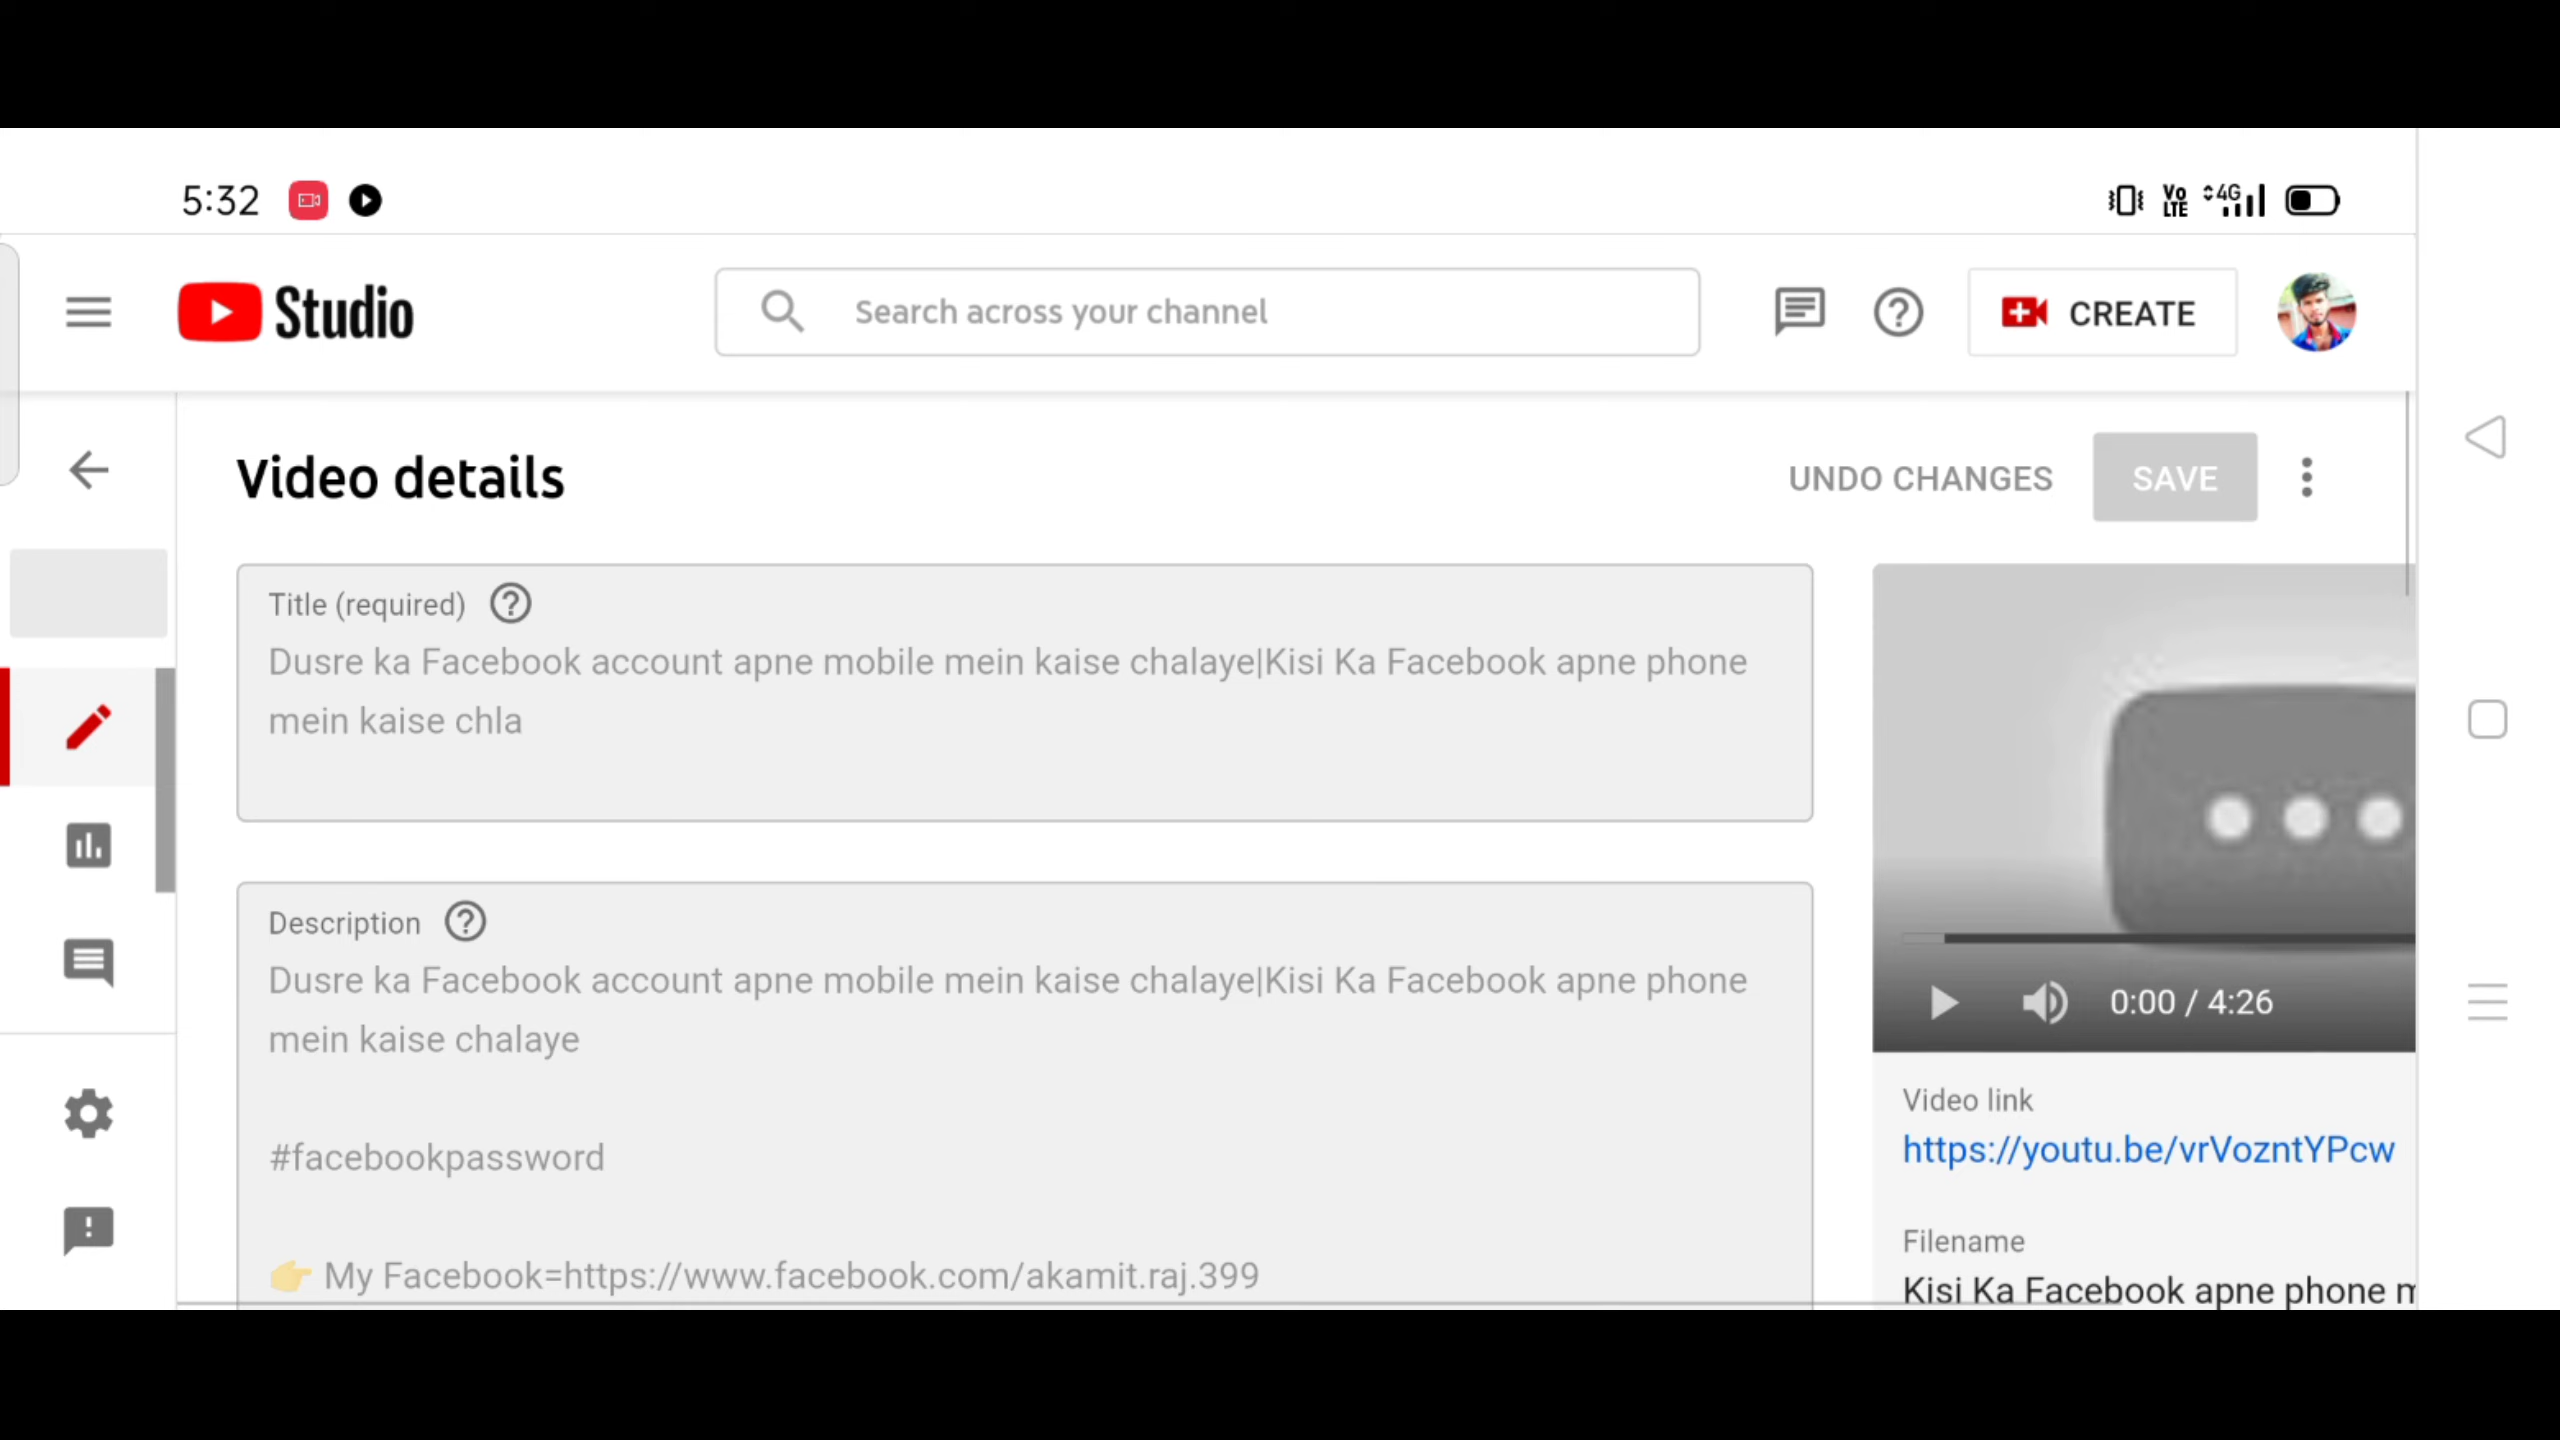 5:32
Vo LTE 4G
Studio
Search across your channel
CREATE
Video details
UNDO CHANGES
SAVE
Title (required)
Dusre ka Facebook account apne mobile mein kaise chalaye|Kisi Ka Facebook apne phone
mein kaise chla
Description
Dusre ka Facebook account apne mobile mein kaise chalaye|Kisi Ka Facebook apne phone
mein kaise chalaye
#facebookpassword
👉 My Facebook=https://www.facebook.com/akamit.raj.399
0:00 / 4:26
Video link
https://youtu.be/vrVozntYPcw
Filename
Kisi Ka Facebook apne phone